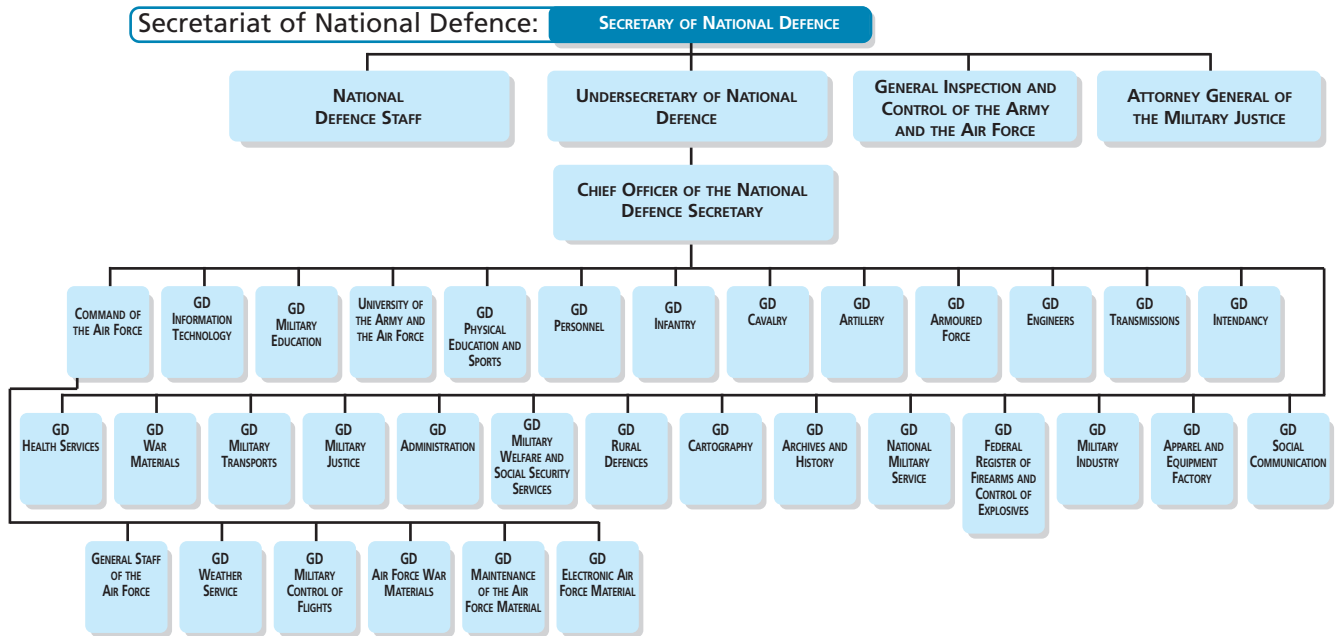 Secretariat of National Defence:
SECRETARY OF NATIONAL DEFENCE
NATIONAL
DEFENCE STAFF
UNDERSECRETARY OF NATIONAL
DEFENCE
GENERAL INSPECTION AND
CONTROL OF THE ARMY
AND THE AIR FORCE
ATTORNEY GENERAL OF
THE MILITARY JUSTICE
CHIEF OFFICER OF THE NATIONAL
DEFENCE SECRETARY
COMMAND OF
THE AIR FORCE
GD
INFORMATION
TECHNOLOGY
GD
MILITARY
EDUCATION
UNIVERSITY OF
THE ARMY AND
THE AIR FORCE
GD
PHYSICAL
EDUCATION AND
SPORTS
GD
PERSONNEL
GD
INFANTRY
GD
CAVALRY
GD
ARTILLERY
GD
ARMOURED
FORCE
GD
ENGINEERS
GD
TRANSMISSIONS
GD
INTENDANCY
GD
HEALTH SERVICES
GD
WAR
MATERIALS
GD
MILITARY
TRANSPORTS
GD
MILITARY
JUSTICE
GD
ADMINISTRATION
GD
MILITARY
WELFARE AND
SOCIAL SECURITY
SERVICES
GD
RURAL
DEFENCES
GD
CARTOGRAPHY
GD
ARCHIVES AND
HISTORY
GD
NATIONAL
MILITARY
SERVICE
GD
FEDERAL
REGISTER OF
FIREARMS AND
CONTROL OF
EXPLOSIVES
GD
MILITARY
INDUSTRY
GD
APPAREL AND
EQUIPMENT
FACTORY
GD
SOCIAL
COMMUNICATION
GENERAL STAFF
OF THE
AIR FORCE
GD
WEATHER
SERVICE
GD
MILITARY
CONTROL OF
FLIGHTS
GD
AIR FORCE WAR
MATERIALS
GD
MAINTENANCE
OF THE AIR
FORCE MATERIAL
GD
ELECTRONIC AIR
FORCE MATERIAL